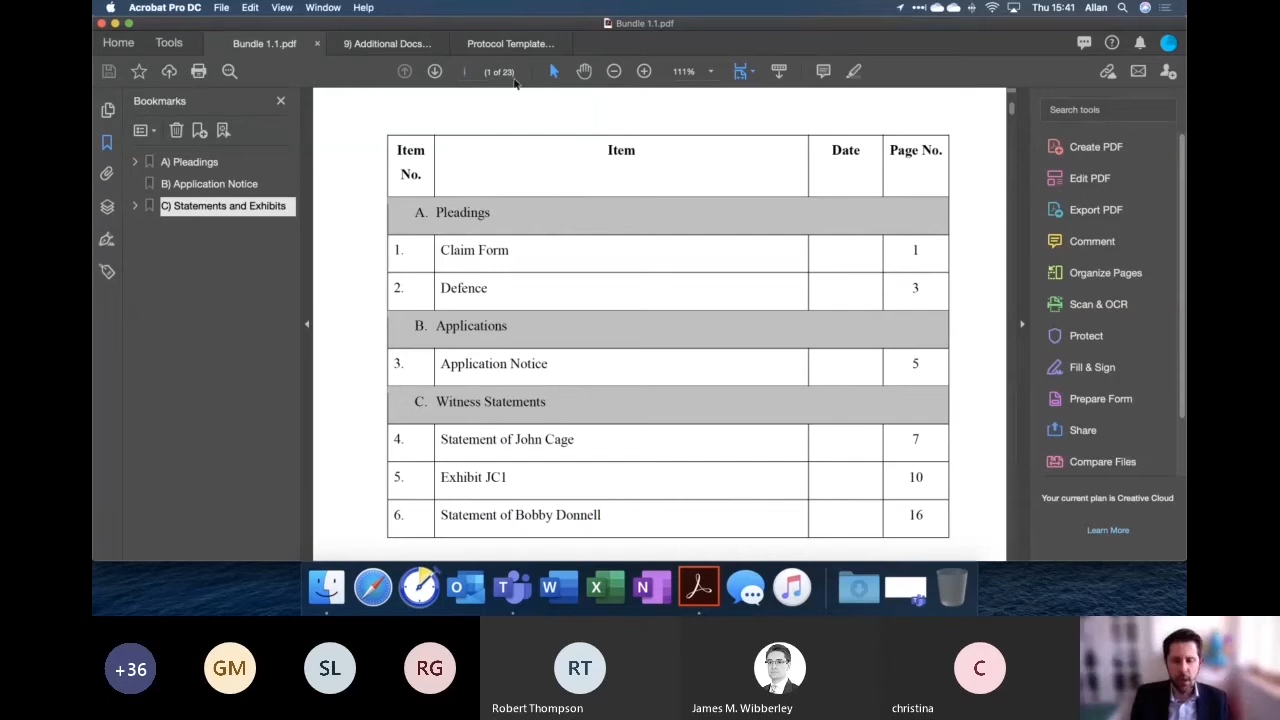 Acrobat Pro DC File Edit View Window Help
Thu 15:41 Allan
Bundle 1.1.pdf
Home Tools Bundle 1.1.pdf × 9) Additional Docs... Protocol Template...
(1 of 23) 111%
Bookmarks
A) Pleadings
B) Application Notice
C) Statements and Exhibits
Item No. Item Date Page No.
A. Pleadings
1. Claim Form 1
2. Defence 3
B. Applications
3. Application Notice 5
C. Witness Statements
4. Statement of John Cage 7
5. Exhibit JC1 10
6. Statement of Bobby Donnell 16
Search tools
Create PDF
Edit PDF
Export PDF
Comment
Organize Pages
Scan & OCR
Protect
Fill & Sign
Prepare Form
Share
Compare Files
Your current plan is Creative Cloud
Learn More
O T W X N
+36 GM SL RG RT C
Robert Thompson James M. Wibberley christina